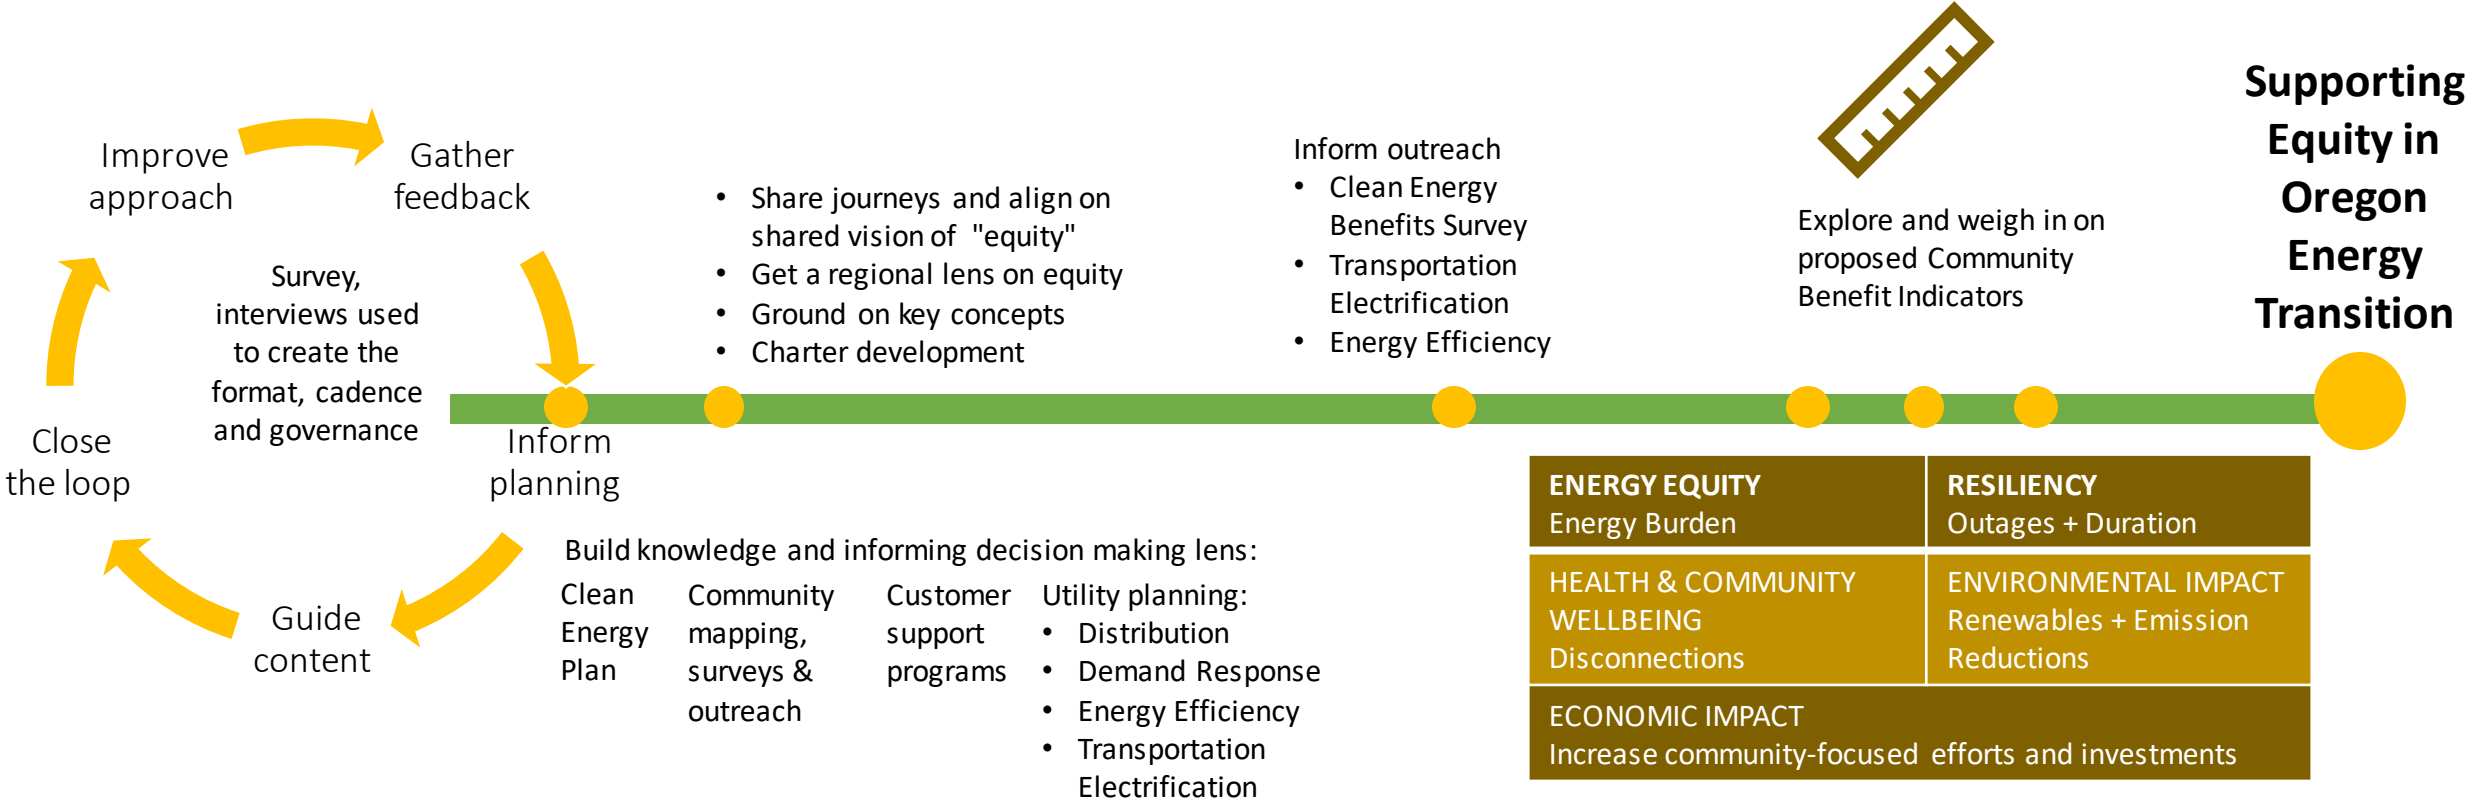 Improve
approach
Gather
feedback
Survey,
interviews used
to create the
format, cadence
and governance
Close
the loop
Inform
planning
Guide
content
• Share journeys and align on
shared vision of "equity"
• Get a regional lens on equity
• Ground on key concepts
• Charter development
Build knowledge and informing decision making lens:
Clean
Energy
Plan
Community
mapping,
surveys &
outreach
Customer
support
programs
Utility planning:
• Distribution
• Demand Response
• Energy Efficiency
• Transportation
Electrification
Inform outreach
• Clean Energy
Benefits Survey
• Transportation
Electrification
• Energy Efficiency
Explore and weigh in on
proposed Community
Benefit Indicators
ENERGY EQUITY
Energy Burden
RESILIENCY
Outages + Duration
HEALTH & COMMUNITY
WELLBEING
Disconnections
ENVIRONMENTAL IMPACT
Renewables + Emission
Reductions
ECONOMIC IMPACT
Increase community-focused efforts and investments
Supporting
Equity in
Oregon
Energy
Transition